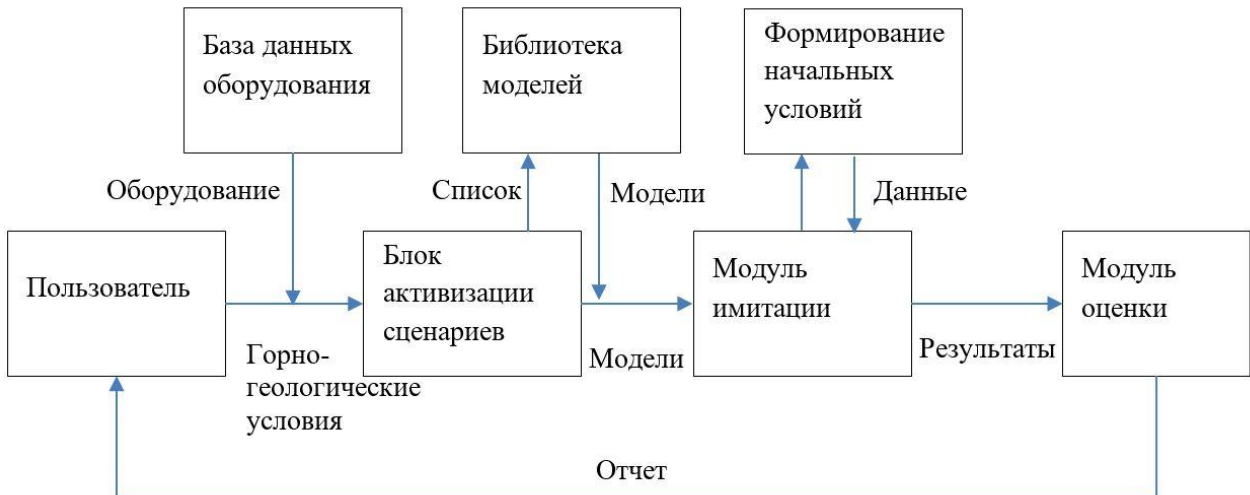 База данных
оборудования
Библиотека
моделей
Формирование
начальных
условий
Оборудование
Список
Модели
Данные
Пользователь
Блок
активизации
сценариев
Модуль
имитации
Модуль
оценки
Горно-
геологические
условия
Модели
Результаты
Отчет